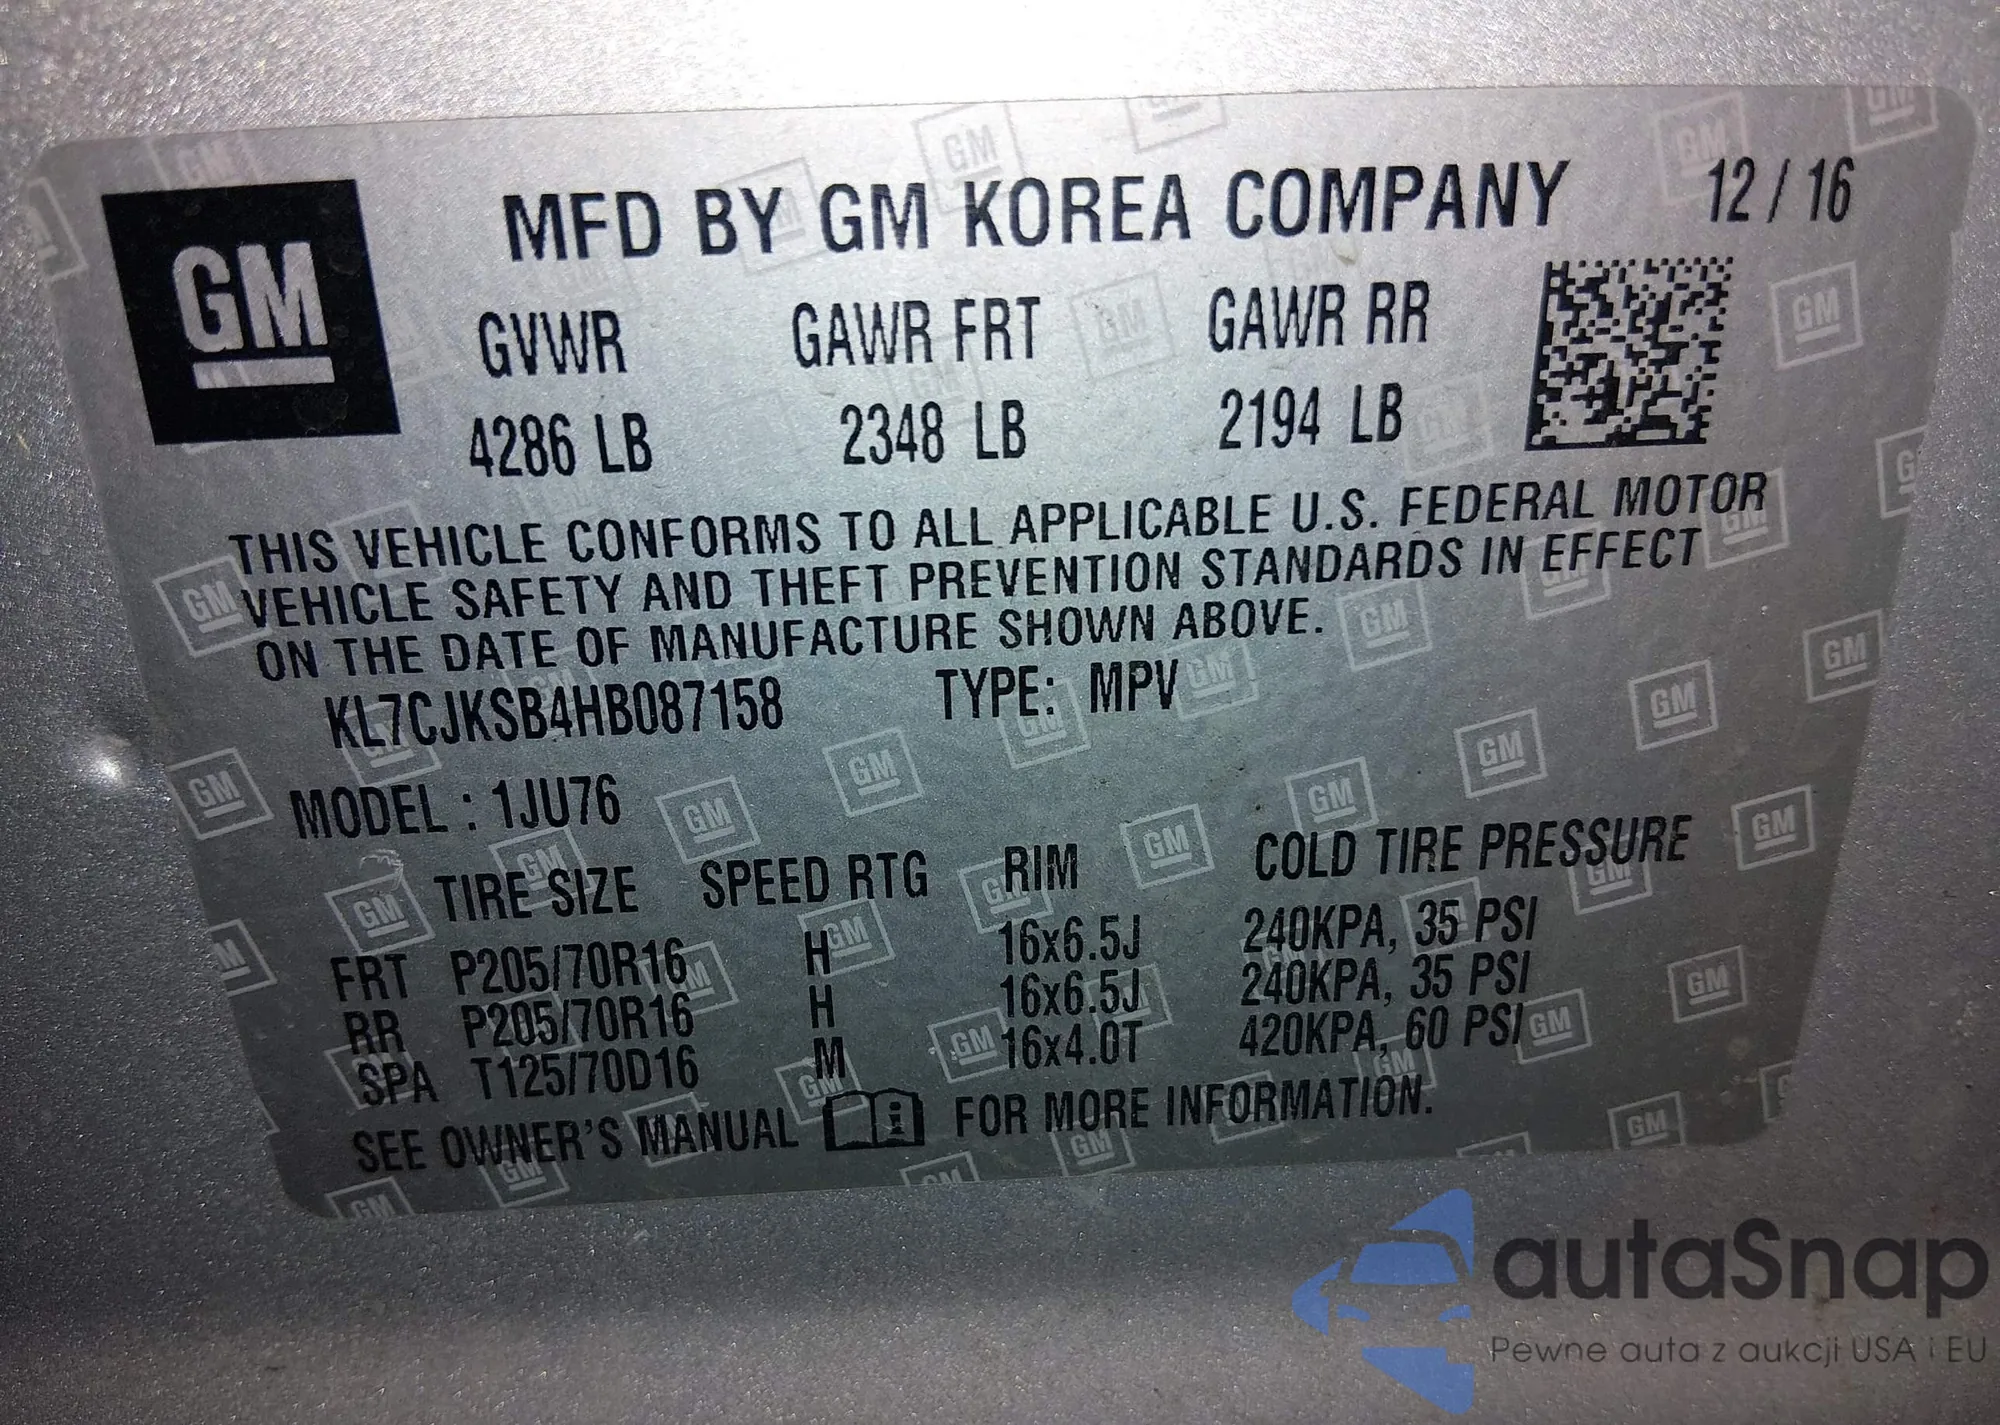 GM
MFD BY GM KOREA COMPANY 12 / 16
GVWR GAWR FRT GAWR RR
4286 LB 2348 LB 2194 LB
THIS VEHICLE CONFORMS TO ALL APPLICABLE U.S. FEDERAL MOTOR
VEHICLE SAFETY AND THEFT PREVENTION STANDARDS IN EFFECT
ON THE DATE OF MANUFACTURE SHOWN ABOVE.
KL7CJKSB4HB087158 TYPE: MPV
MODEL : 1JU76
TIRE SIZE SPEED RTG RIM COLD TIRE PRESSURE
FRT P205/70R16 H 16x6.5J 240KPA, 35 PSI
RR P205/70R16 H 16x6.5J 240KPA, 35 PSI
SPA T125/70D16 M 16x4.0T 420KPA, 60 PSI
SEE OWNER'S MANUAL i FOR MORE INFORMATION.
autaSnap
Pewne auta z aukcji USA i EU